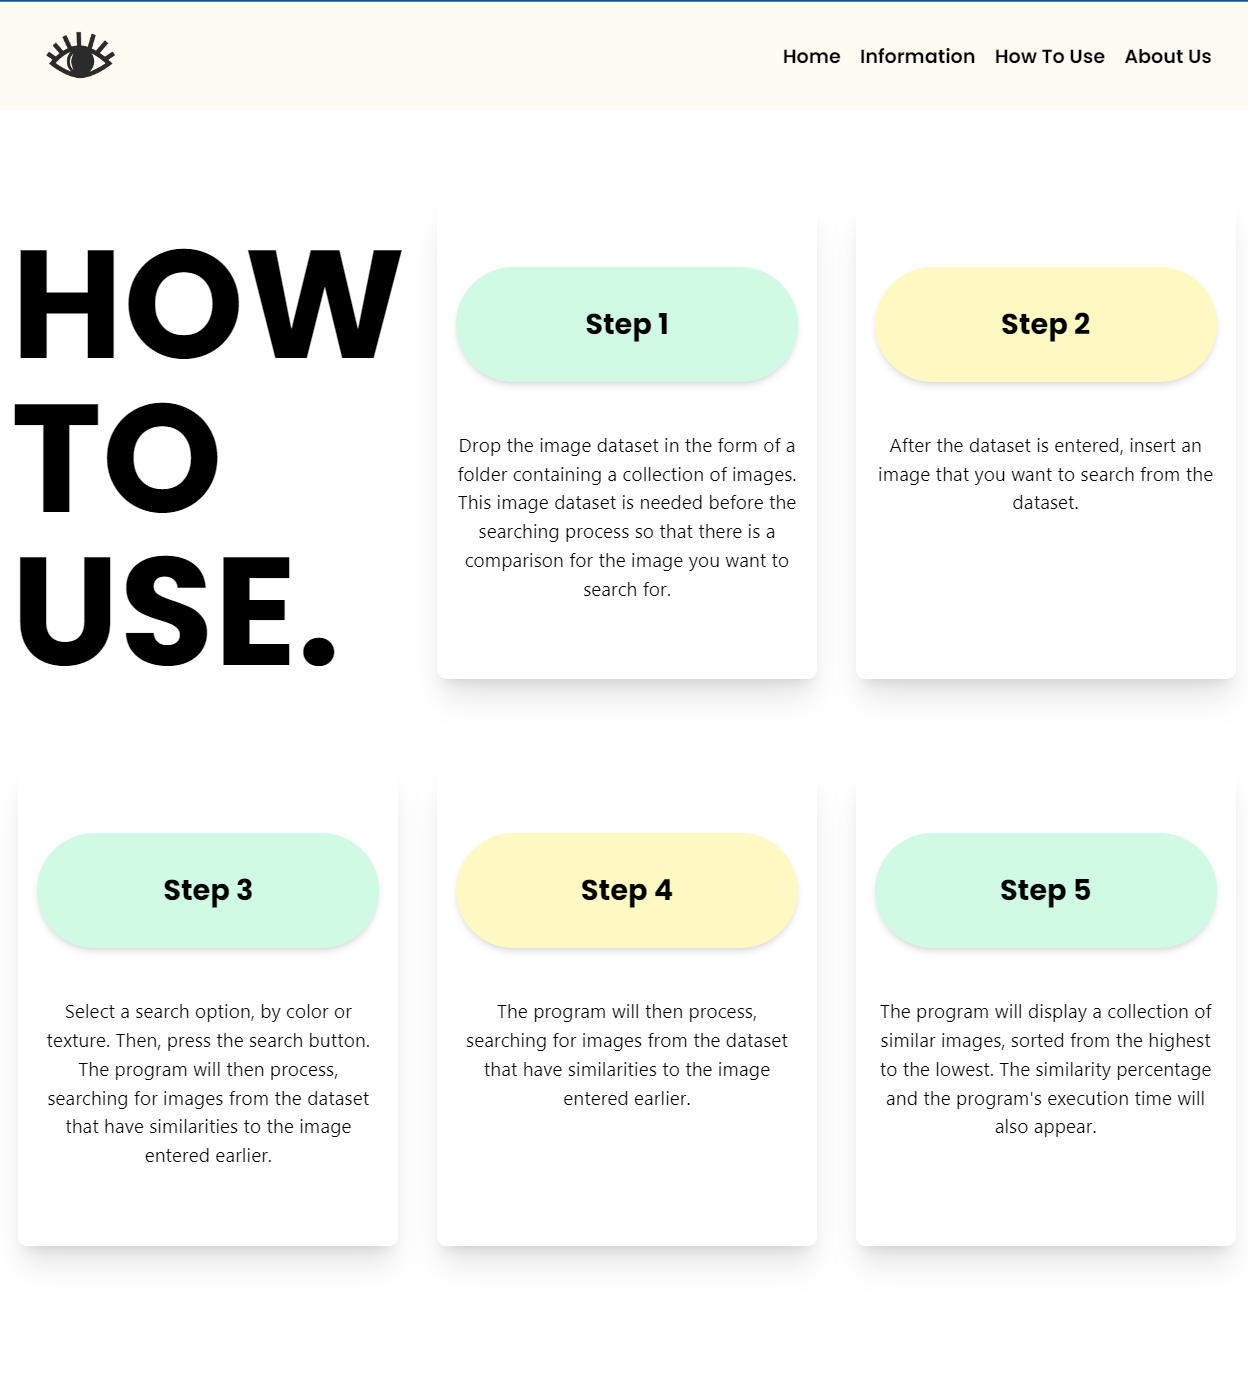 Home Information How To Use About Us
HOW
TO
USE.
Step 1
Drop the image dataset in the form of a
folder containing a collection of images.
This image dataset is needed before the
searching process so that there is a
comparison for the image you want to
search for.
Step 2
After the dataset is entered, insert an
image that you want to search from the
dataset.
Step 3
Select a search option, by color or
texture. Then, press the search button.
The program will then process,
searching for images from the dataset
that have similarities to the image
entered earlier.
Step 4
The program will then process,
searching for images from the dataset
that have similarities to the image
entered earlier.
Step 5
The program will display a collection of
similar images, sorted from the highest
to the lowest. The similarity percentage
and the program's execution time will
also appear.